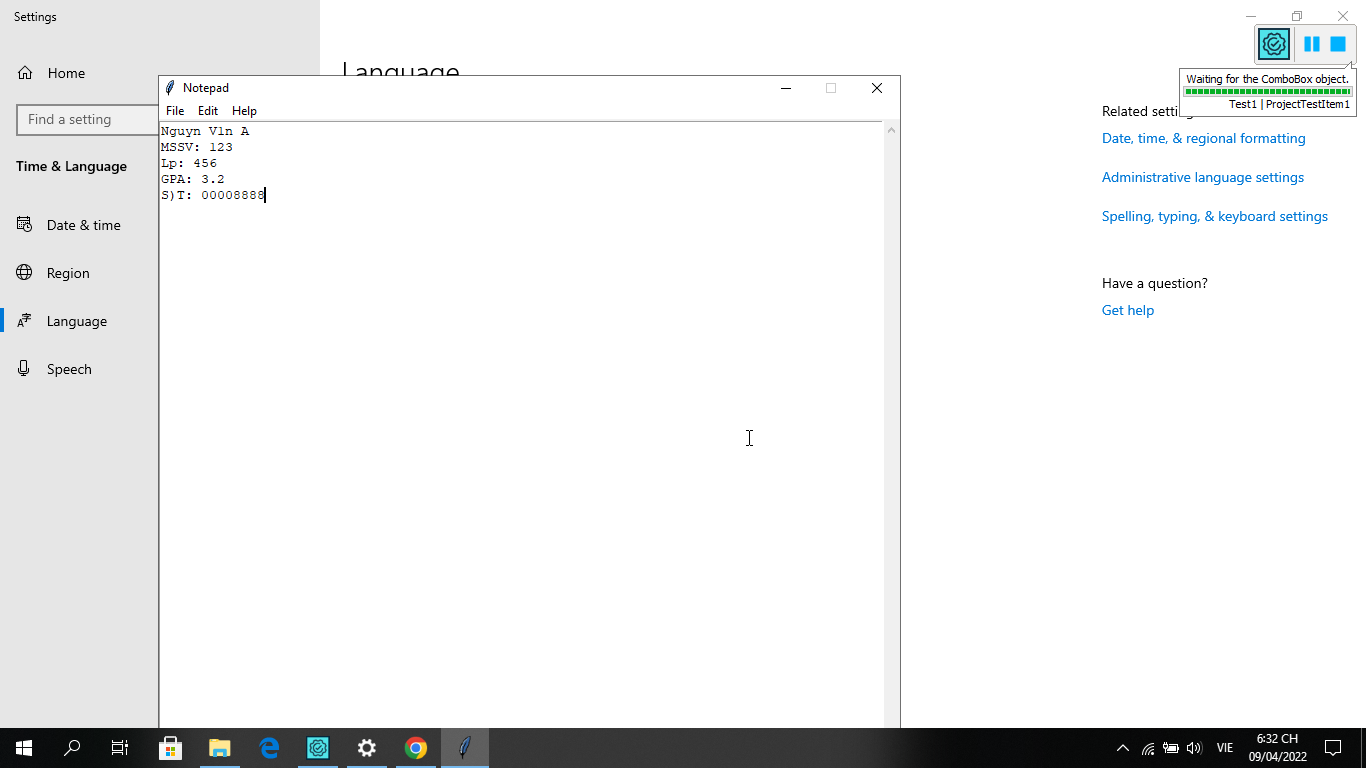 Settings
Home
Find a setting
Time & Language
Date & time
Region
Language
Speech
Language
Notepad
File Edit Help
Nguyn Vln A
MSSV: 123
Lp: 456
GPA: 3.2
S)T: 00008888
Waiting for the ComboBox object.
Test1 | ProjectTestItem1
Related setting
Date, time, & regional formatting
Administrative language settings
Spelling, typing, & keyboard settings
Have a question?
Get help
VIE
6:32 CH
09/04/2022